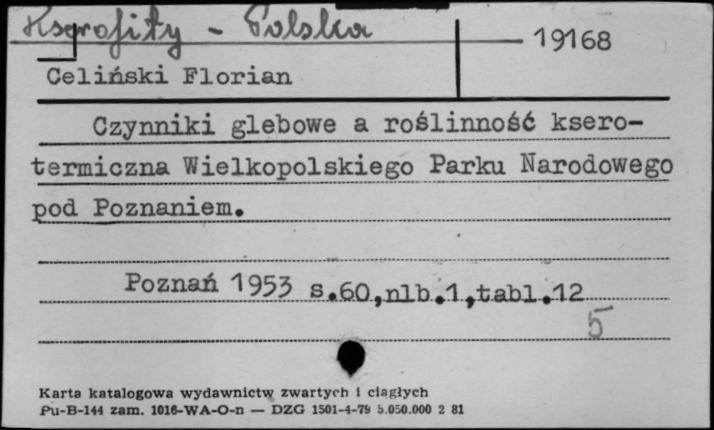 Kserofity - Polska
19168
Celiński Florian
Czynniki glebowe a roślinność ksero-
termiczna Wielkopolskiego Parku Narodowego
pod Poznaniem.
Poznań 1953 s.60,nlb.1,tabl.12
5
Karta katalogowa wydawnictw zwartych i ciągłych
Pu-B-144 zam. 1016-WA-O-n — DZG 1501-4-79 5.050.000 2 81